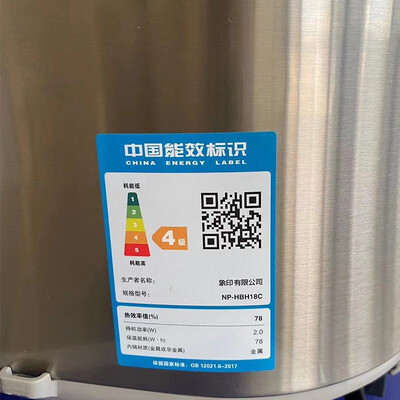 中国能效标识
CHINA ENERGY LABEL
耗能低
1
2
3
4
5
4级
耗能高
生产者名称： 象印有限公司
规格型号： NP-HBH18C
热效率值(%) 78
待机功率(W) 2.0
保温能耗(W·h) 78
内锅材质(金属或非金属) 金属
依据国家标准：GB 12021.6-2017